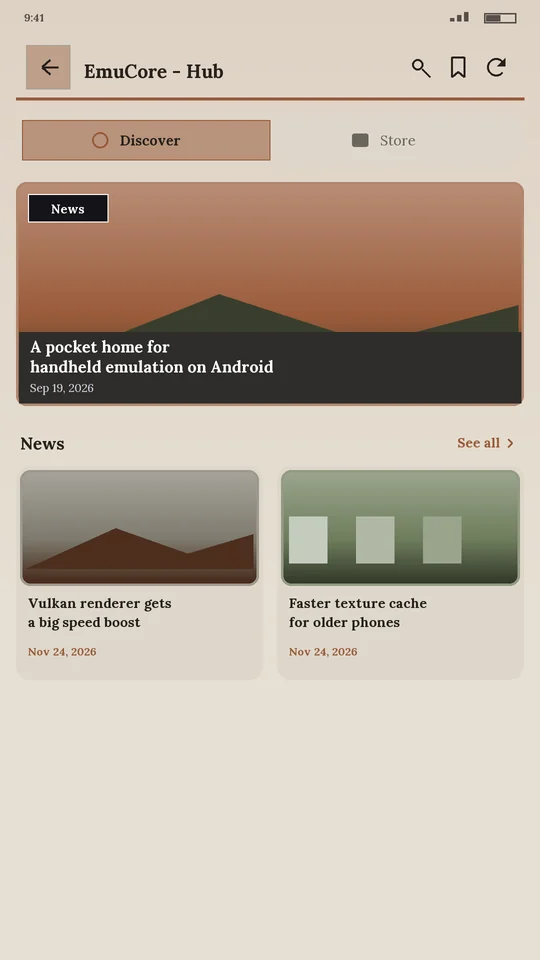 9:41
EmuCore - Hub
Discover
Store
News
A pocket home for
handheld emulation on Android
Sep 19, 2026
News
See all
Vulkan renderer gets
a big speed boost
Nov 24, 2026
Faster texture cache
for older phones
Nov 24, 2026